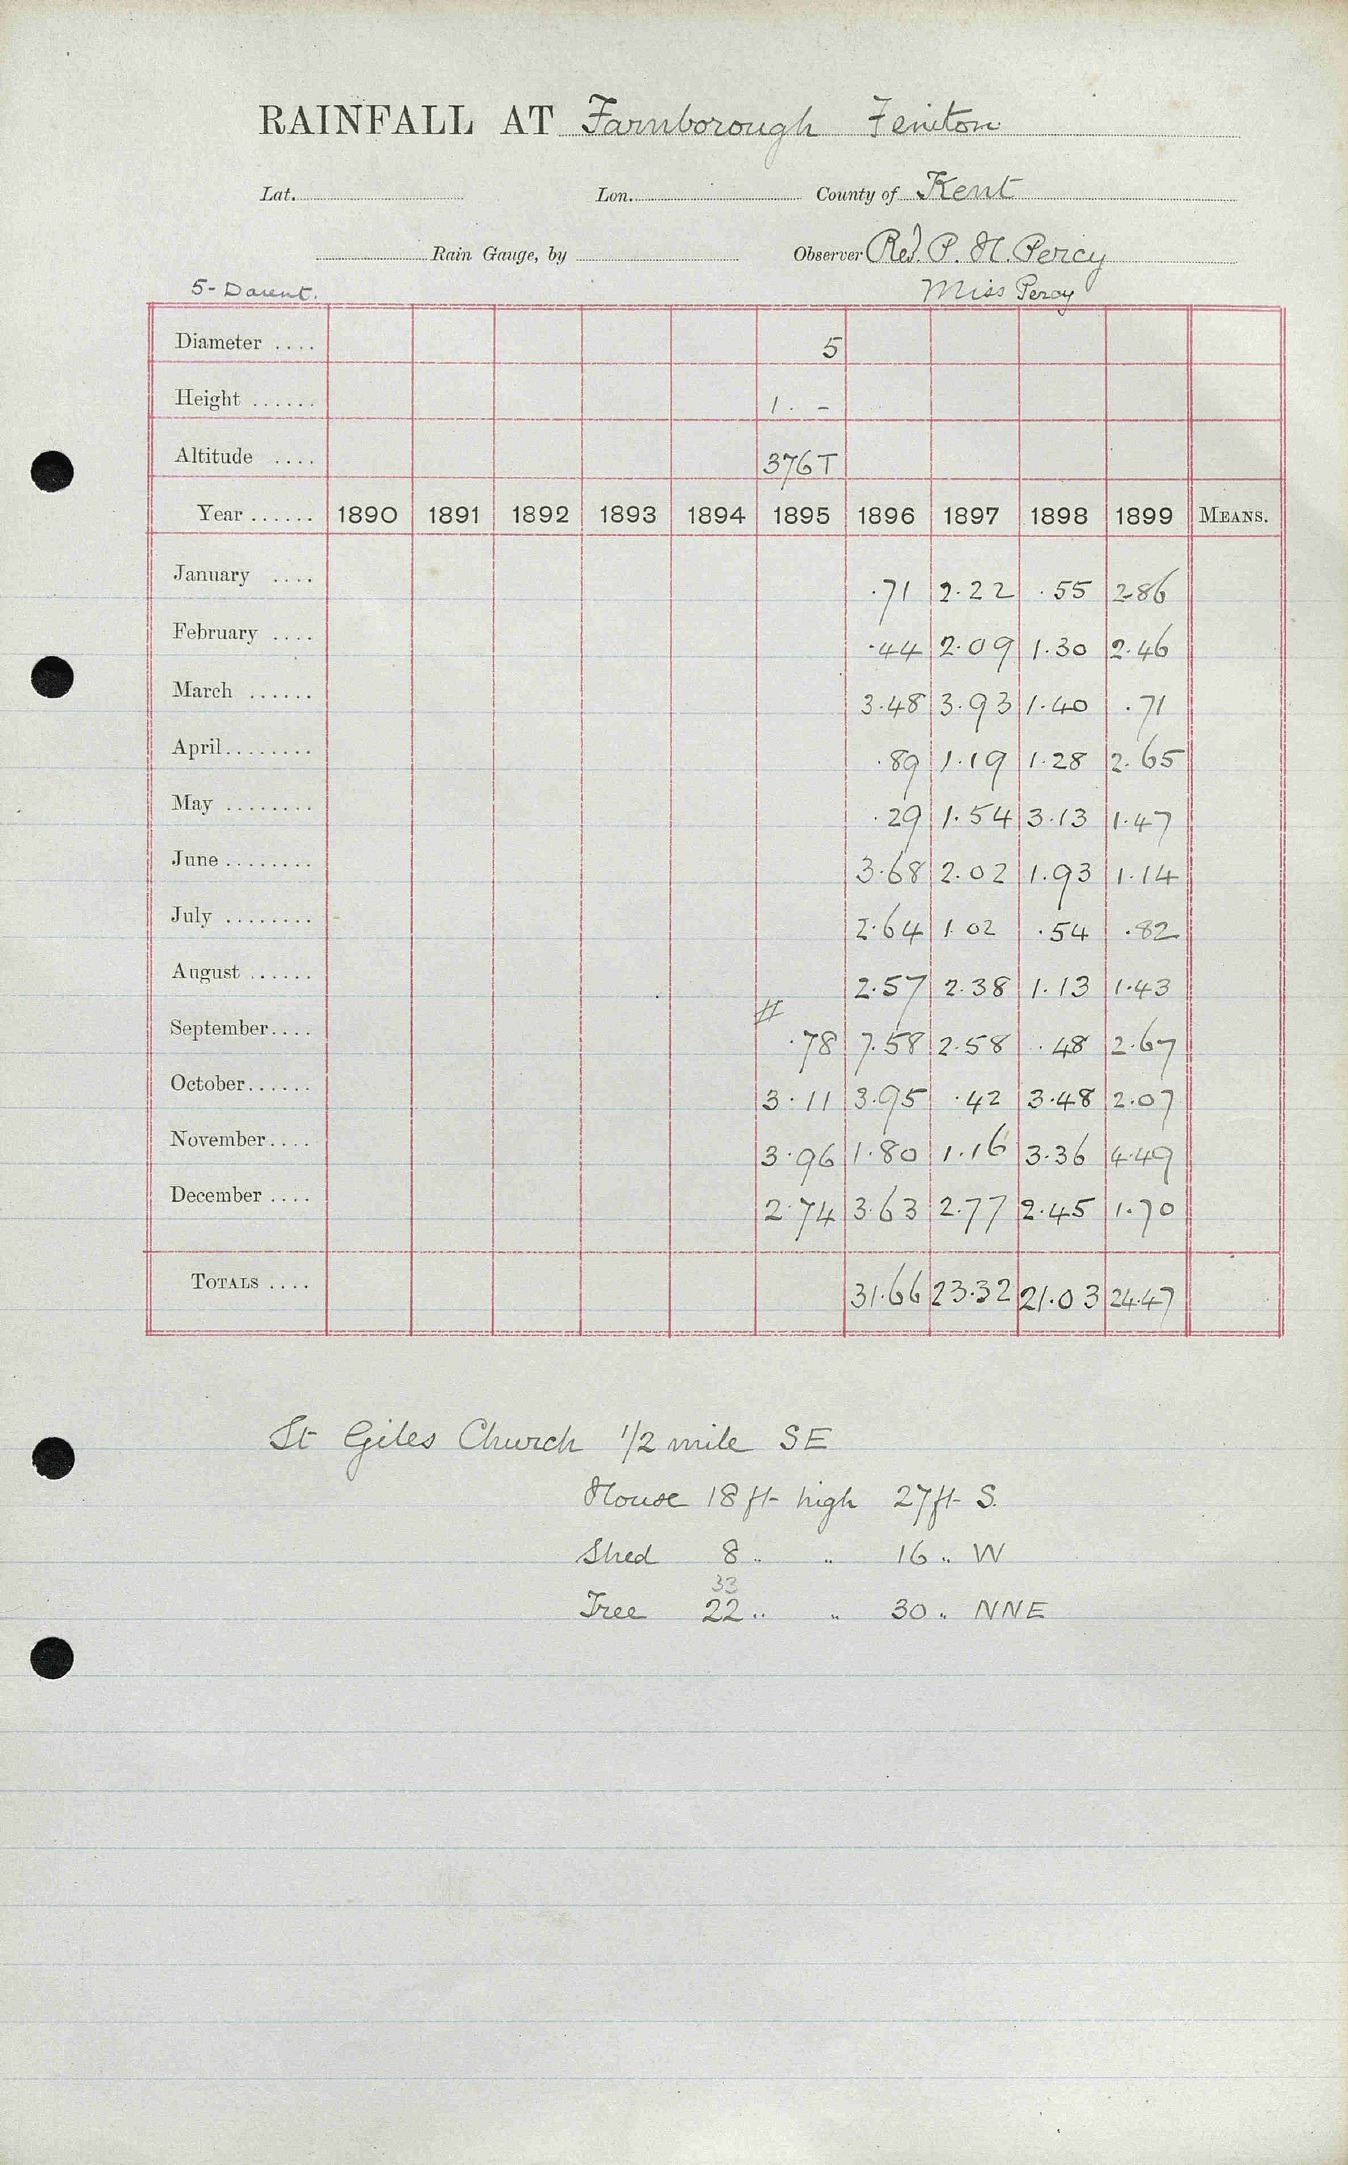 RAINFALL AT Farnborough Feniton
Lat. Lon. County of Kent
Rain Gauge, by Observer Rev. P. H. Percy
5- Darent. Miss Percy
Diameter .... 5
Height ...... 1 . -
Altitude .... 376 T
Year ...... 1890 1891 1892 1893 1894 1895 1896 1897 1898 1899 MEANS.
January .... .71 2.22 .55 2.86
February .... .44 2.09 1.30 2.46
March ...... 3.48 3.93 1.40 .71
April........ .89 1.19 1.28 2.65
May ........ .29 1.54 3.13 1.47
June ........ 3.68 2.02 1.93 1.14
July ........ 2.64 1.02 .54 .82
August ...... 2.57 2.38 1.13 1.43
September.... # .78 7.58 2.58 .48 2.67
October...... 3.11 3.95 .42 3.48 2.07
November.... 3.96 1.80 1.16 3.36 4.49
December .... 2.74 3.63 2.77 2.45 1.70
TOTALS .... 31.66 23.32 21.03 24.47
St Giles Church 1/2 mile SE
House 18 ft high 27 ft S.
Shed 8 " " 16 " W
33
Tree 22 " " 30 " NNE